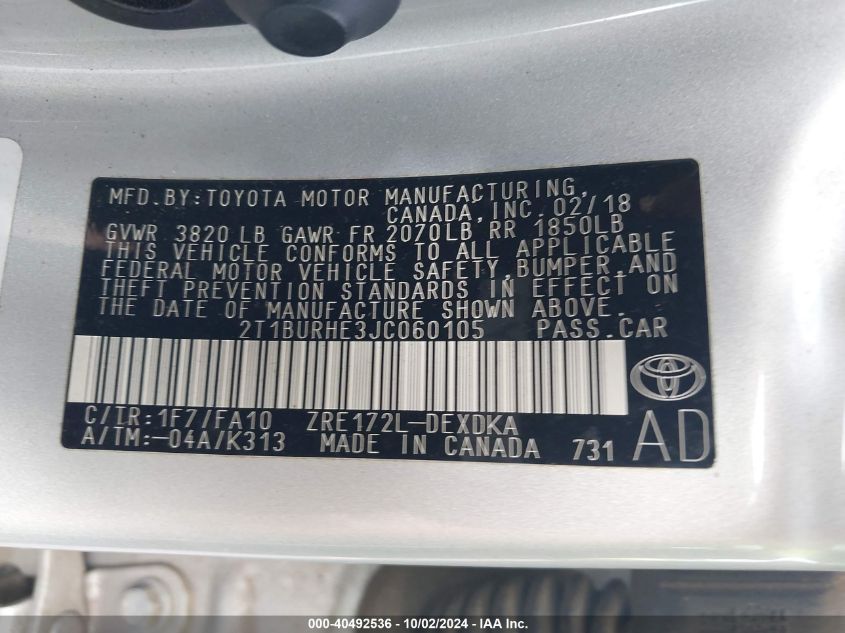 MFD. BY: TOYOTA MOTOR MANUFACTURING,
CANADA, INC. 02/18
GVWR 3820 LB GAWR FR 2070LB RR 1850LB
THIS VEHICLE CONFORMS TO ALL APPLICABLE
FEDERAL MOTOR VEHICLE SAFETY, BUMPER, AND
THEFT PREVENTION STANDARDS IN EFFECT ON
THE DATE OF MANUFACTURE SHOWN ABOVE.
2T1BURHE3JC060105 PASS. CAR
C/TR: 1F7/FA10 ZRE172L-DEXDKA
A/TM: -04A/K313 MADE IN CANADA 731 AD
000-40492536 - 10/02/2024 - IAA Inc.